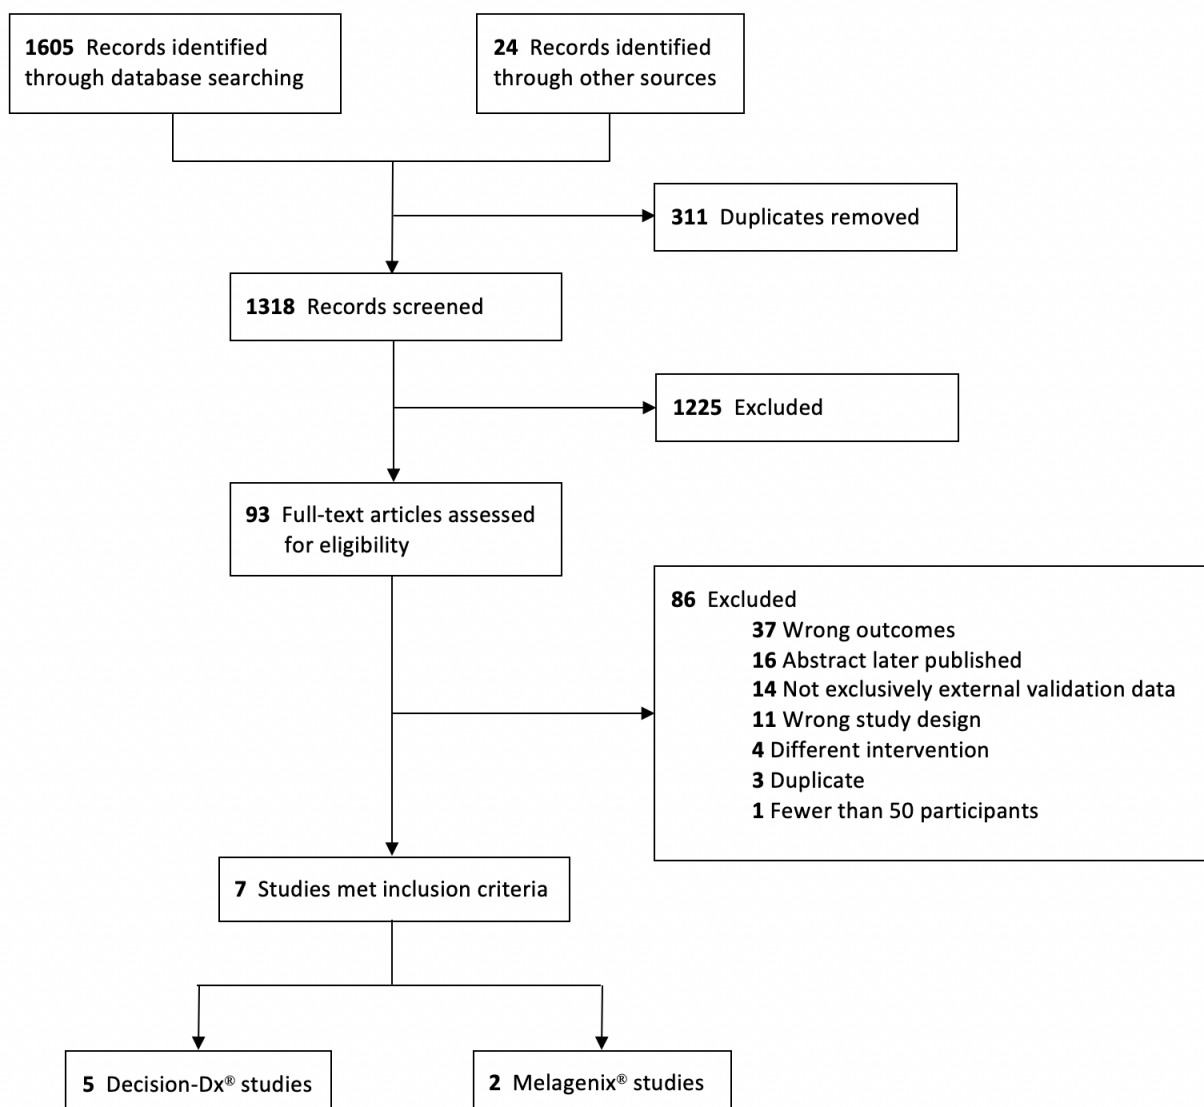 1605 Records identified
through database searching
24 Records identified
through other sources
311 Duplicates removed
1318 Records screened
1225 Excluded
93 Full-text articles assessed
for eligibility
86 Excluded
37 Wrong outcomes
16 Abstract later published
14 Not exclusively external validation data
11 Wrong study design
4 Different intervention
3 Duplicate
1 Fewer than 50 participants
7 Studies met inclusion criteria
5 Decision-Dx® studies
2 Melagenix® studies